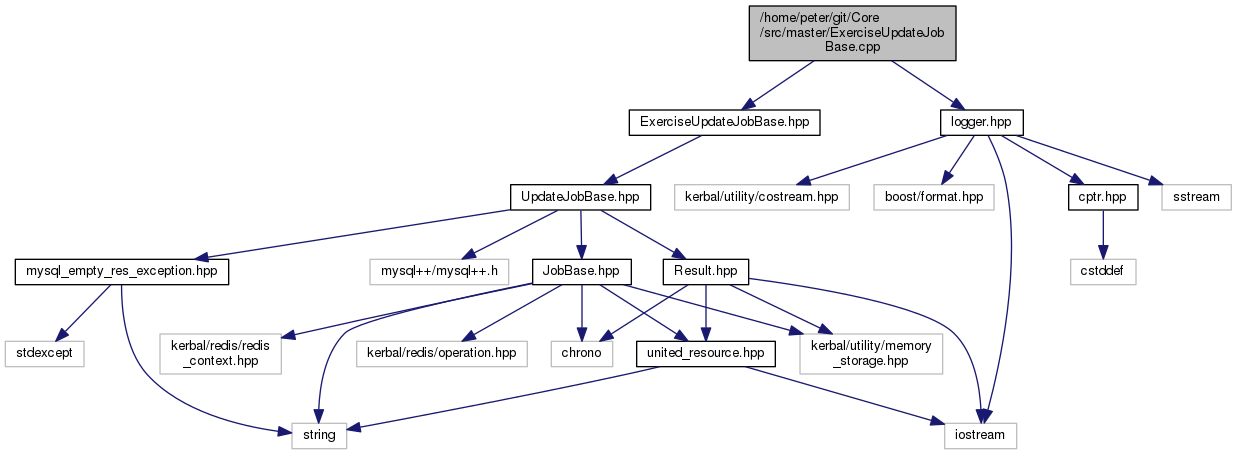 /home/peter/git/Core
/src/master/ExerciseUpdateJob
Base.cpp
ExerciseUpdateJobBase.hpp
logger.hpp
UpdateJobBase.hpp
kerbal/utility/costream.hpp
boost/format.hpp
cptr.hpp
sstream
mysql_empty_res_exception.hpp
mysql++/mysql++.h
JobBase.hpp
Result.hpp
cstddef
stdexcept
kerbal/redis/redis
_context.hpp
kerbal/redis/operation.hpp
chrono
united_resource.hpp
kerbal/utility/memory
_storage.hpp
string
iostream